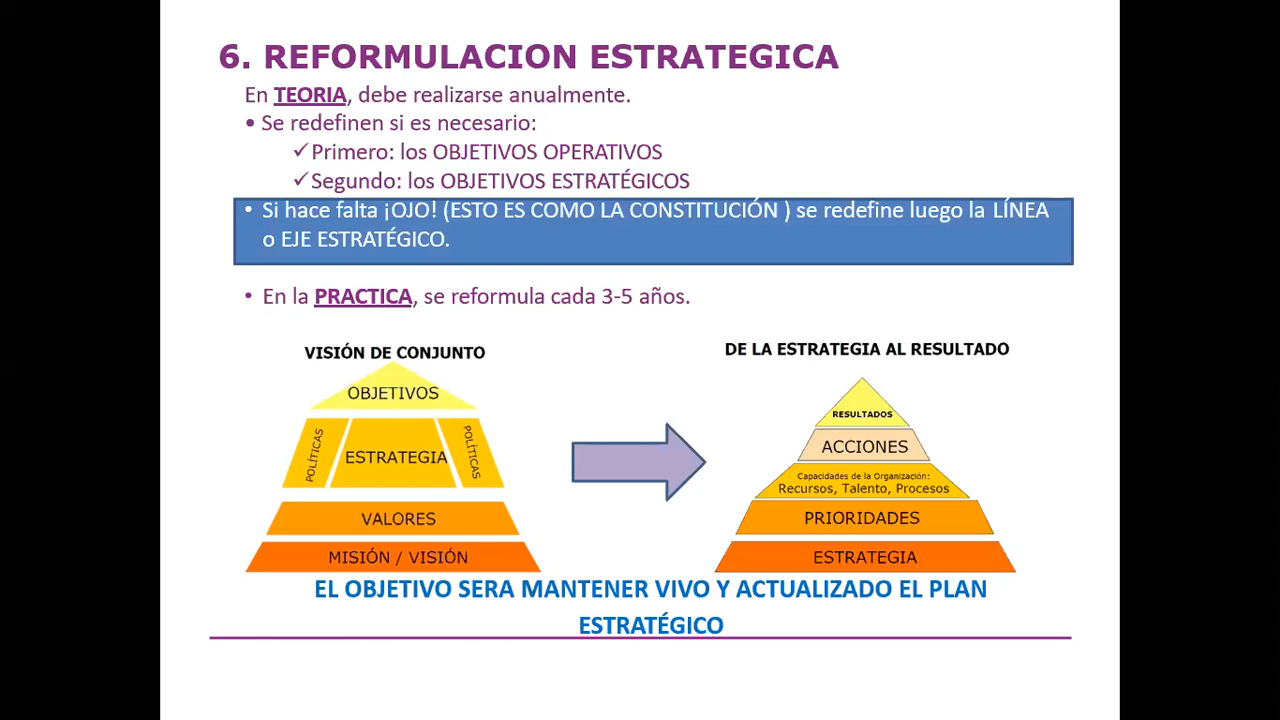 6. REFORMULACION ESTRATEGICA
En TEORIA, debe realizarse anualmente.
• Se redefinen si es necesario:
✓Primero: los OBJETIVOS OPERATIVOS
✓Segundo: los OBJETIVOS ESTRATÉGICOS
• Si hace falta ¡OJO! (ESTO ES COMO LA CONSTITUCIÓN ) se redefine luego la LÍNEA
o EJE ESTRATÉGICO.
• En la PRACTICA, se reformula cada 3-5 años.
VISIÓN DE CONJUNTO
OBJETIVOS
POLÍTICAS
ESTRATEGIA
POLÍTICAS
VALORES
MISIÓN / VISIÓN
DE LA ESTRATEGIA AL RESULTADO
RESULTADOS
ACCIONES
Capacidades de la Organización:
Recursos, Talento, Procesos
PRIORIDADES
ESTRATEGIA
EL OBJETIVO SERA MANTENER VIVO Y ACTUALIZADO EL PLAN
ESTRATÉGICO